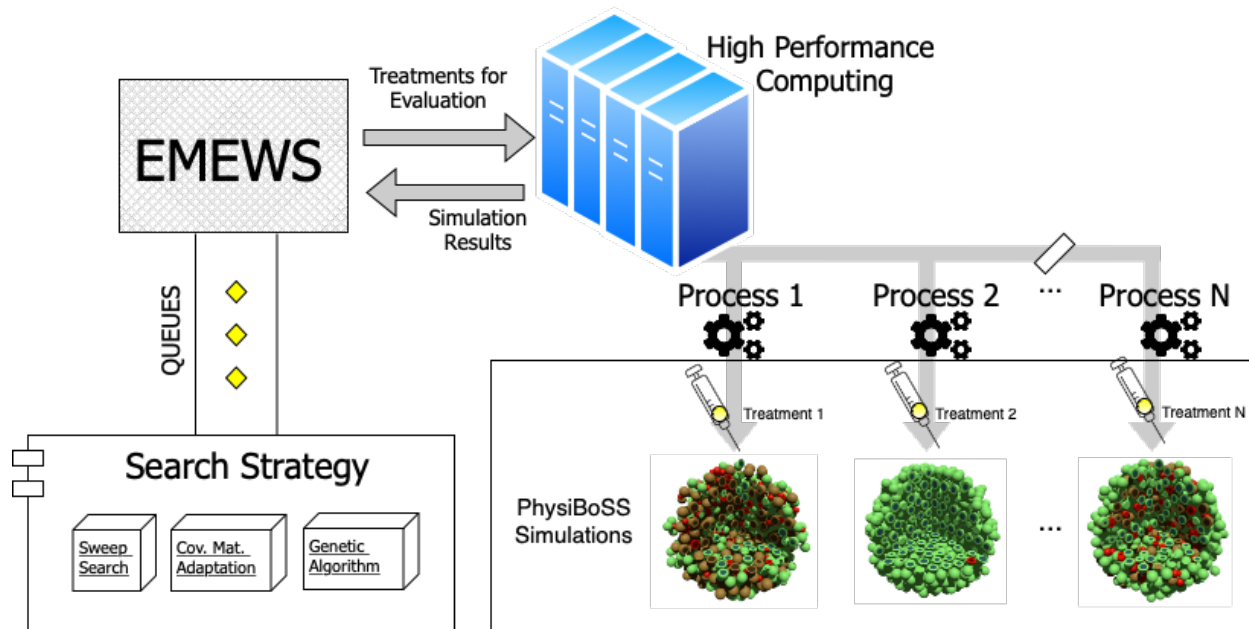 High Performance
Computing
Treatments for
Evaluation
EMEWS
Simulation
Results
QUEUES
Process 1
Process 2
...
Process N
Treatment 1
Treatment 2
Treatment N
Search Strategy
Sweep
Search
Cov. Mat.
Adaptation
Genetic
Algorithm
PhysiBoSS
Simulations
...